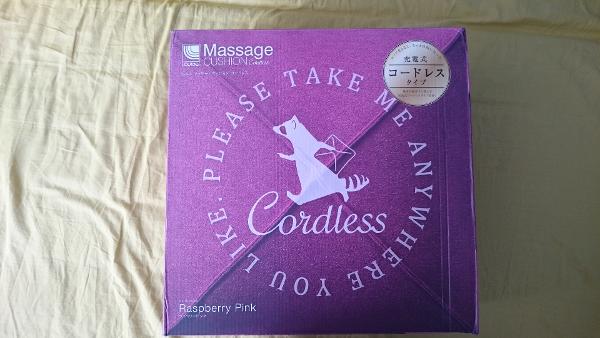 Massage
CUSHION Cordless
充電式
コードレス
タイプ
PLEASE TAKE ME ANYWHERE YOU LIKE.
Cordless
Raspberry Pink